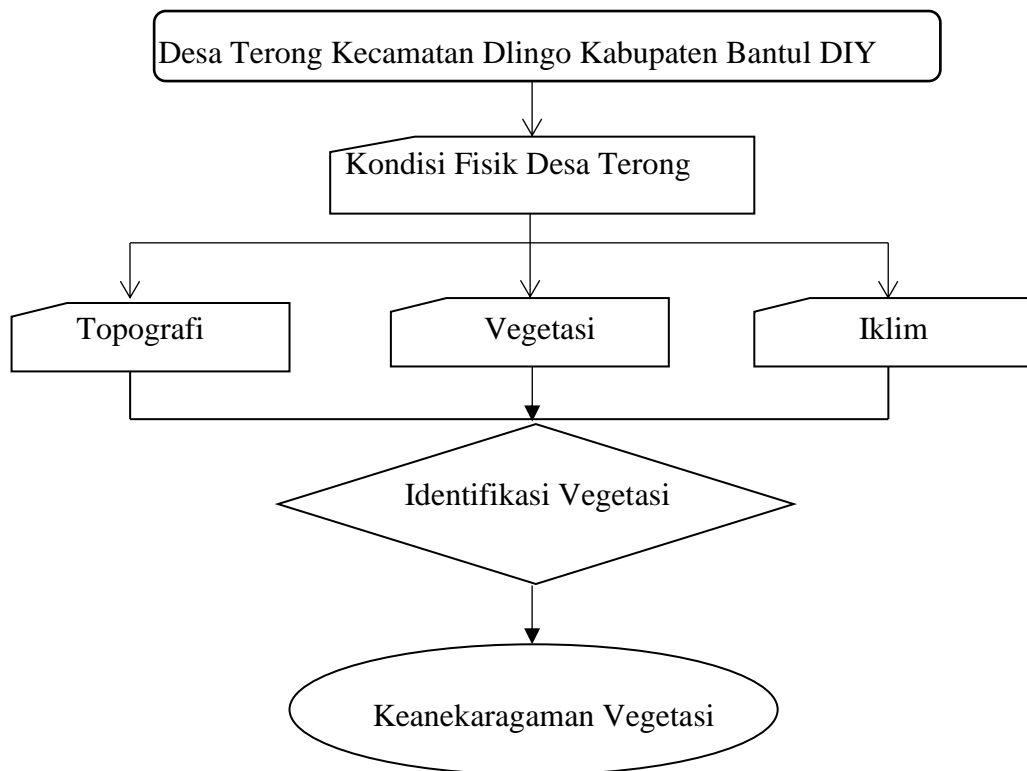 Desa Terong Kecamatan Dlingo Kabupaten Bantul DIY
Kondisi Fisik Desa Terong
Topografi
Vegetasi
Iklim
Identifikasi Vegetasi
Keanekaragaman Vegetasi